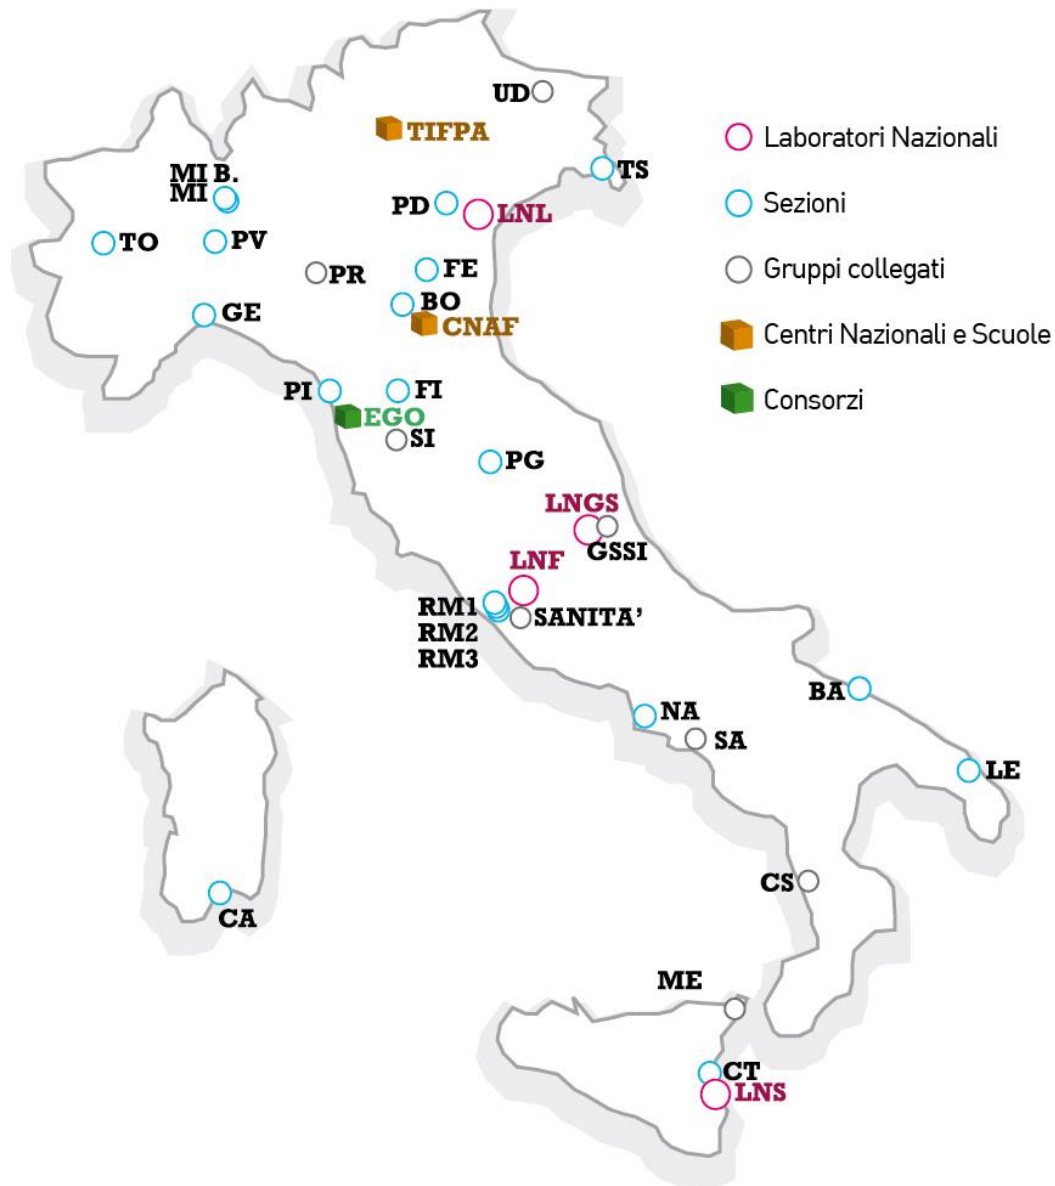 UD
TIFPA
Laboratori Nazionali
MI B.
MI
TS
PD
LNL
Sezioni
TO
PV
PR
FE
Gruppi collegati
BO
GE
CNAF
Centri Nazionali e Scuole
PI
FI
Consorzi
EGO
SI
PG
LNGS
GSSI
LNF
RM1
SANITA’
RM2
RM3
BA
NA
SA
LE
CS
CA
ME
CT
LNS